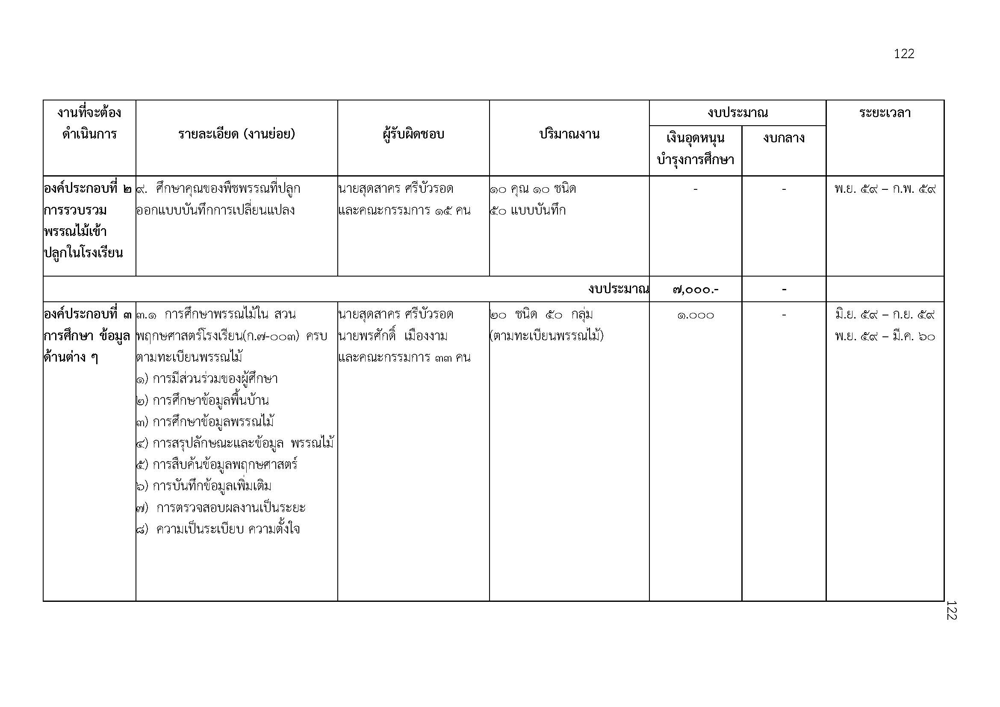 122
งานที่จะต้อง
ดำเนินการ
รายละเอียด (งานย่อย)
ผู้รับผิดชอบ
ปริมาณงาน
งบประมาณ
เงินอุดหนุน
บำรุงการศึกษา
งบกลาง
ระยะเวลา
องค์ประกอบที่ ๒
การรวบรวม
พรรณไม้เข้า
ปลูกในโรงเรียน
๙. ศึกษาคุณของพืชพรรณที่ปลูก
ออกแบบบันทึกการเปลี่ยนแปลง
นายสุดสาคร ศรีบัวรอด
และคณะกรรมการ ๑๕ คน
๑๐ คุณ ๑๐ ชนิด
๕๐ แบบบันทึก
-
-
พ.ย. ๕๙ – ก.พ. ๕๙
งบประมาณ
๗,๐๐๐.-
-
องค์ประกอบที่ ๓
การศึกษา ข้อมูล
ด้านต่าง ๆ
๓.๑ การศึกษาพรรณไม้ใน สวน
พฤกษศาสตร์โรงเรียน(ก.๗-๐๐๓) ครบ
ตามทะเบียนพรรณไม้
๑) การมีส่วนร่วมของผู้ศึกษา
๒) การศึกษาข้อมูลพื้นบ้าน
๓) การศึกษาข้อมูลพรรณไม้
๔) การสรุปลักษณะและข้อมูล พรรณไม้
๕) การสืบค้นข้อมูลพฤกษศาสตร์
๖) การบันทึกข้อมูลเพิ่มเติม
๗) การตรวจสอบผลงานเป็นระยะ
๘) ความเป็นระเบียบ ความตั้งใจ
นายสุดสาคร ศรีบัวรอด
นายพรศักดิ์ เมืองงาม
และคณะกรรมการ ๓๓ คน
๒๐ ชนิด ๕๐ กลุ่ม
(ตามทะเบียนพรรณไม้)
๑.๐๐๐
-
มิ.ย. ๕๙ – ก.ย. ๕๙
พ.ย. ๕๙ – มี.ค. ๖๐
122